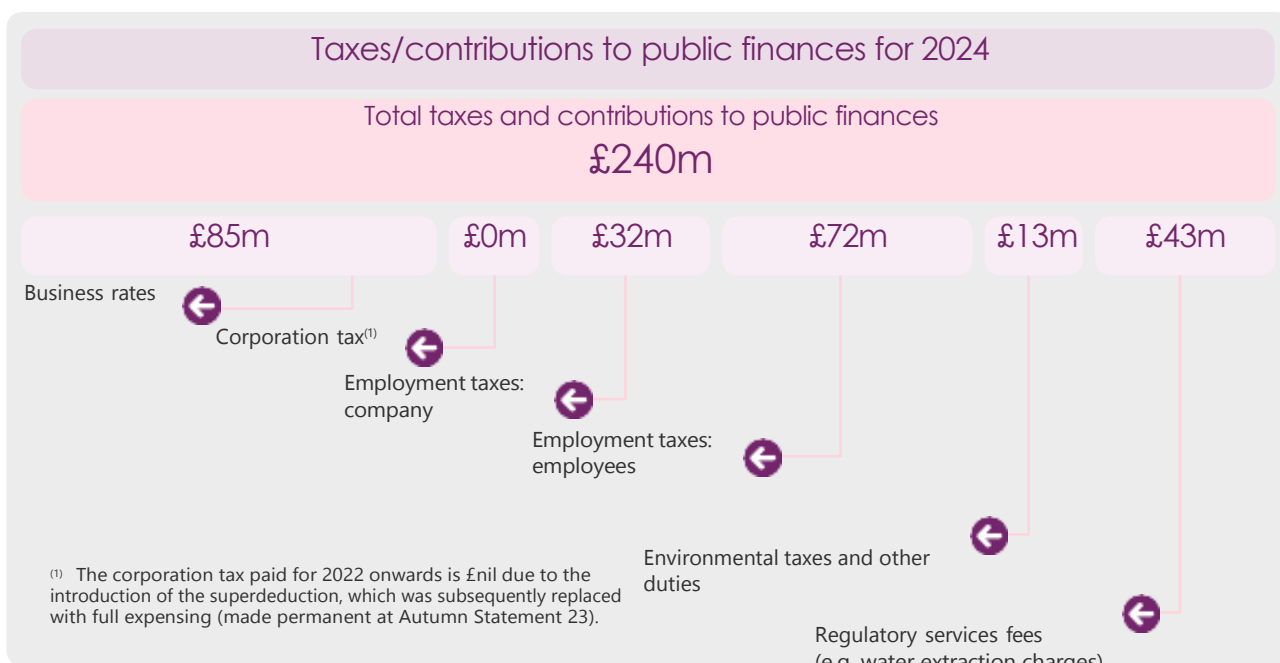 Taxes/contributions to public finances for 2024
Total taxes and contributions to public finances
£240m
£85m £0m £32m £72m £13m £43m
Business rates
Corporation tax(1)
Employment taxes:
company
Employment taxes:
employees
Environmental taxes and other
duties
(1) The corporation tax paid for 2022 onwards is £nil due to the
introduction of the superdeduction, which was subsequently replaced
with full expensing (made permanent at Autumn Statement 23).
Regulatory services fees
(e.g. water extraction charges)